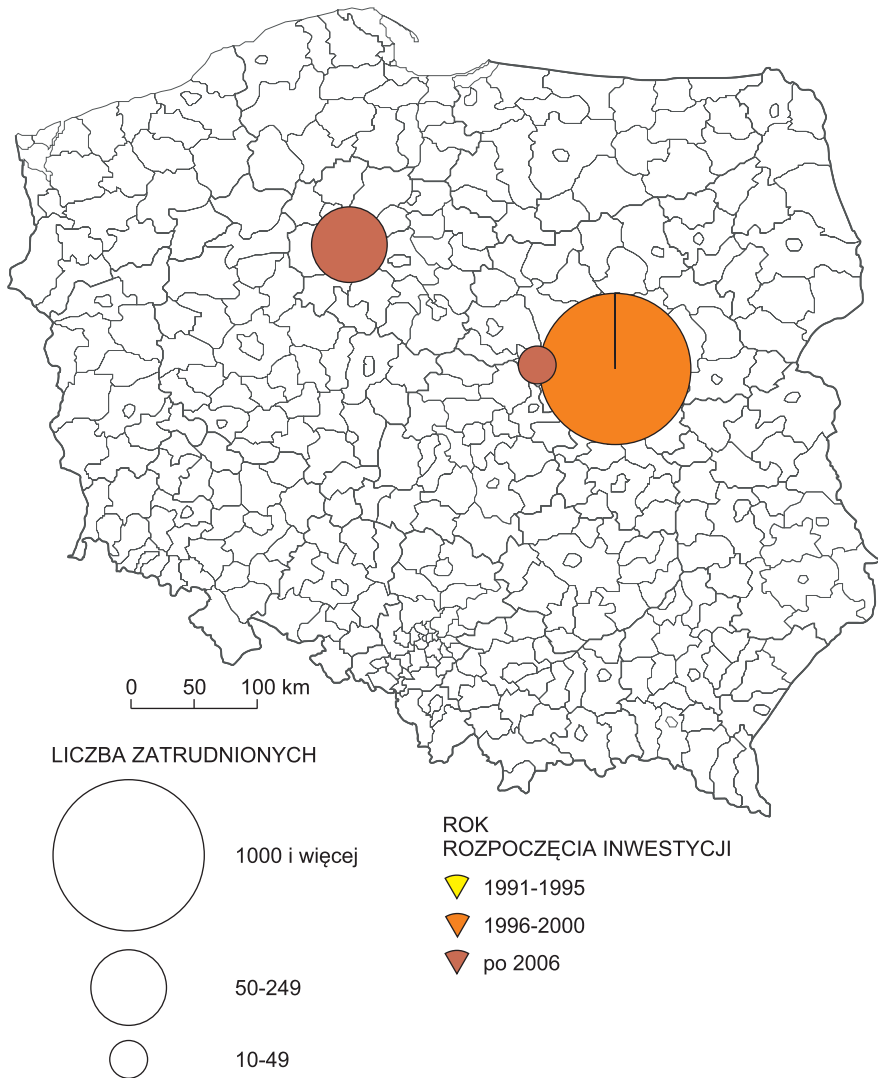 0 50 100 km
LICZBA ZATRUDNIONYCH
1000 i więcej
50-249
10-49
ROK
ROZPOCZĘCIA INWESTYCJI
1991-1995
1996-2000
po 2006